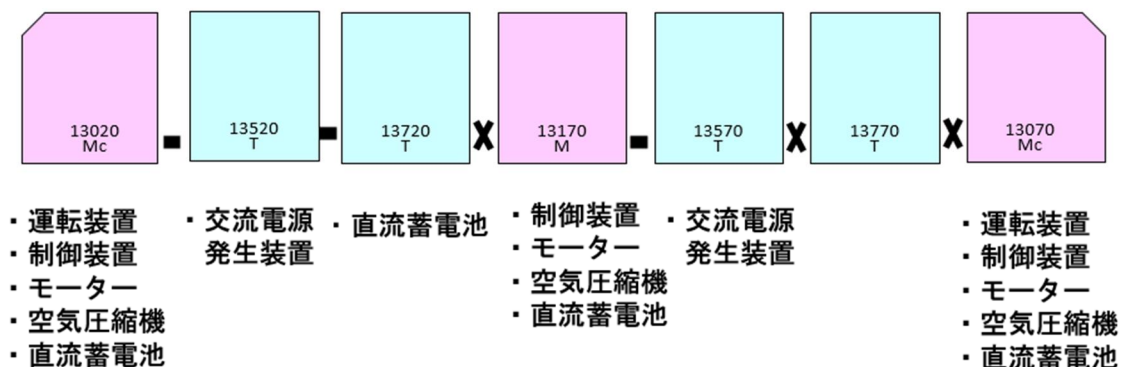 13020
Mc
13520
T
13720
T
13170
M
13570
T
13770
T
13070
Mc
・運転装置
・制御装置
・モーター
・空気圧縮機
・直流蓄電池
・交流電源
発生装置
・直流蓄電池
・制御装置
・モーター
・空気圧縮機
・直流蓄電池
・交流電源
発生装置
・運転装置
・制御装置
・モーター
・空気圧縮機
・直流蓄電池